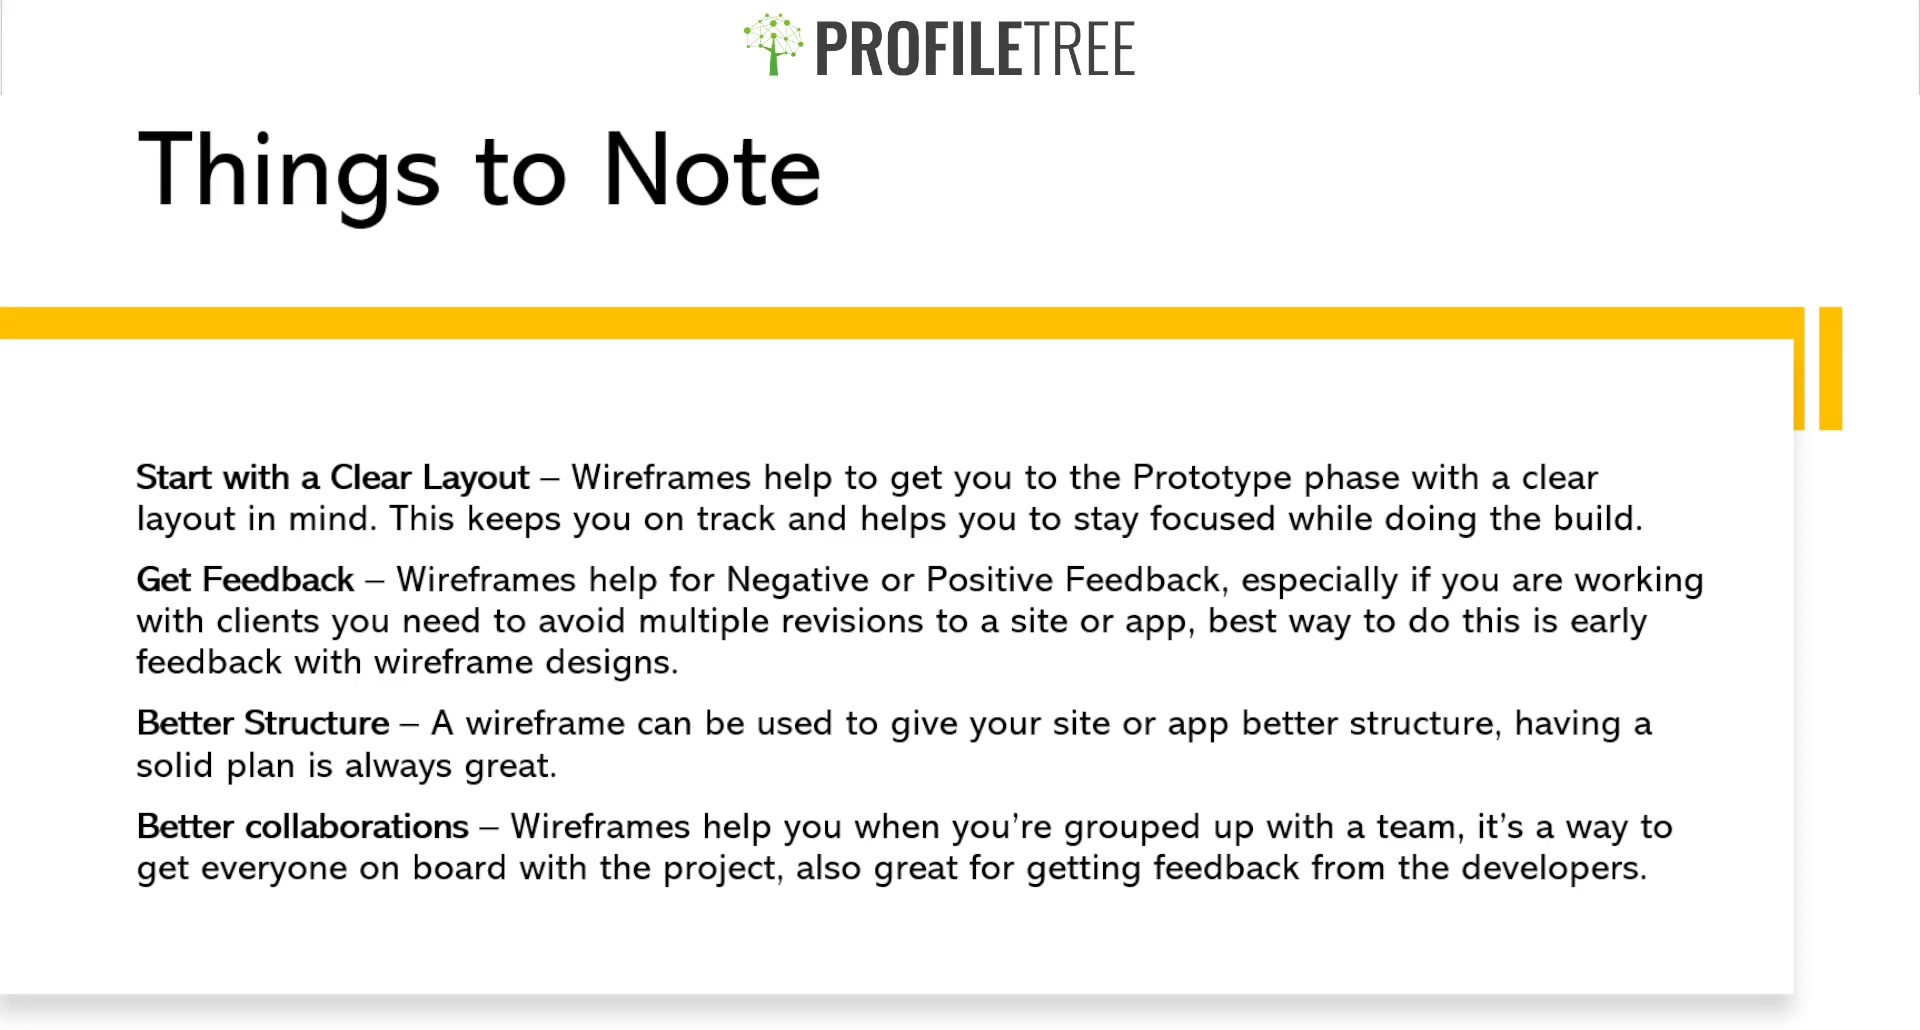 PROFILETREE
Things to Note
Start with a Clear Layout – Wireframes help to get you to the Prototype phase with a clear
layout in mind. This keeps you on track and helps you to stay focused while doing the build.
Get Feedback – Wireframes help for Negative or Positive Feedback, especially if you are working
with clients you need to avoid multiple revisions to a site or app, best way to do this is early
feedback with wireframe designs.
Better Structure – A wireframe can be used to give your site or app better structure, having a
solid plan is always great.
Better collaborations – Wireframes help you when you’re grouped up with a team, it’s a way to
get everyone on board with the project, also great for getting feedback from the developers.